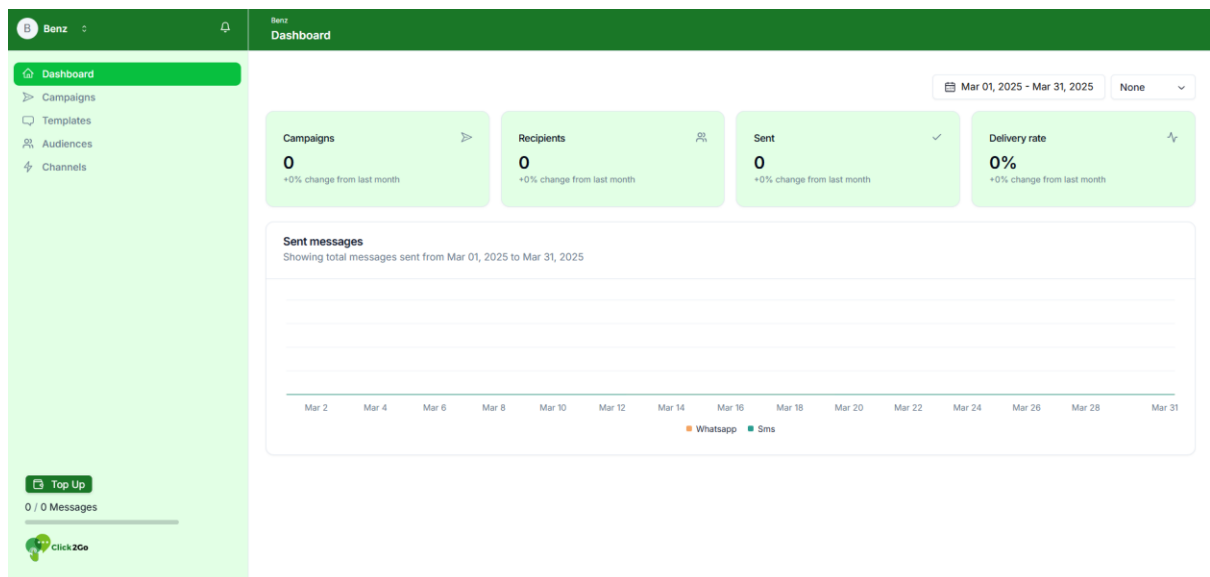 B Benz
Benz
Dashboard
Dashboard
Campaigns
Templates
Audiences
Channels
Top Up
0 / 0 Messages
Click2Go
Mar 01, 2025 - Mar 31, 2025
None
Campaigns
0
+0% change from last month
Recipients
0
+0% change from last month
Sent
0
+0% change from last month
Delivery rate
0%
+0% change from last month
Sent messages
Showing total messages sent from Mar 01, 2025 to Mar 31, 2025
Mar 2 Mar 4 Mar 6 Mar 8 Mar 10 Mar 12 Mar 14 Mar 16 Mar 18 Mar 20 Mar 22 Mar 24 Mar 26 Mar 28 Mar 31
Whatsapp Sms